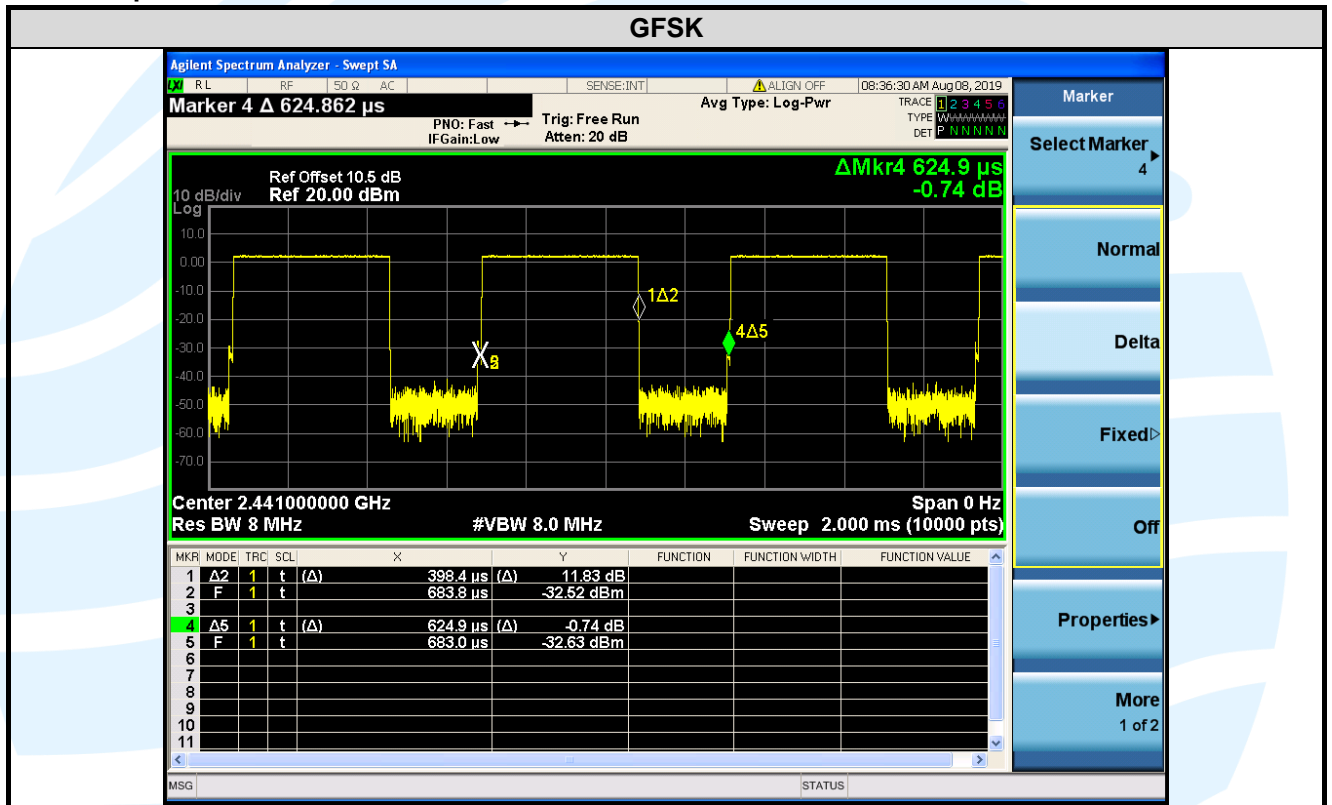 GFSK
Agilent Spectrum Analyzer - Swept SA
LXI RL RF 50 Ω AC SENSE:INT ALIGN OFF 08:36:30 AM Aug 08, 2019
Marker 4 Δ 624.862 µs
PNO: Fast
IFGain:Low
Trig: Free Run
Atten: 20 dB
Avg Type: Log-Pwr
TRACE 1 2 3 4 5 6
TYPE W
DET P N N N N N
ΔMkr4 624.9 µs
-0.74 dB
Ref Offset 10.5 dB
10 dB/div Ref 20.00 dBm
Log
10.0
0.00
-10.0
-20.0
-30.0
-40.0
-50.0
-60.0
-70.0
1Δ2
4Δ5
Center 2.441000000 GHz Span 0 Hz
Res BW 8 MHz #VBW 8.0 MHz Sweep 2.000 ms (10000 pts)
MKR MODE TRC SCL X Y FUNCTION FUNCTION WIDTH FUNCTION VALUE
1 Δ2 1 t (Δ) 398.4 µs (Δ) 11.83 dB
2 F 1 t 683.8 µs -32.52 dBm
3
4 Δ5 1 t (Δ) 624.9 µs (Δ) -0.74 dB
5 F 1 t 683.0 µs -32.63 dBm
6
7
8
9
10
11
MSG STATUS
Marker
Select Marker
4
Normal
Delta
Fixed
Off
Properties
More
1 of 2